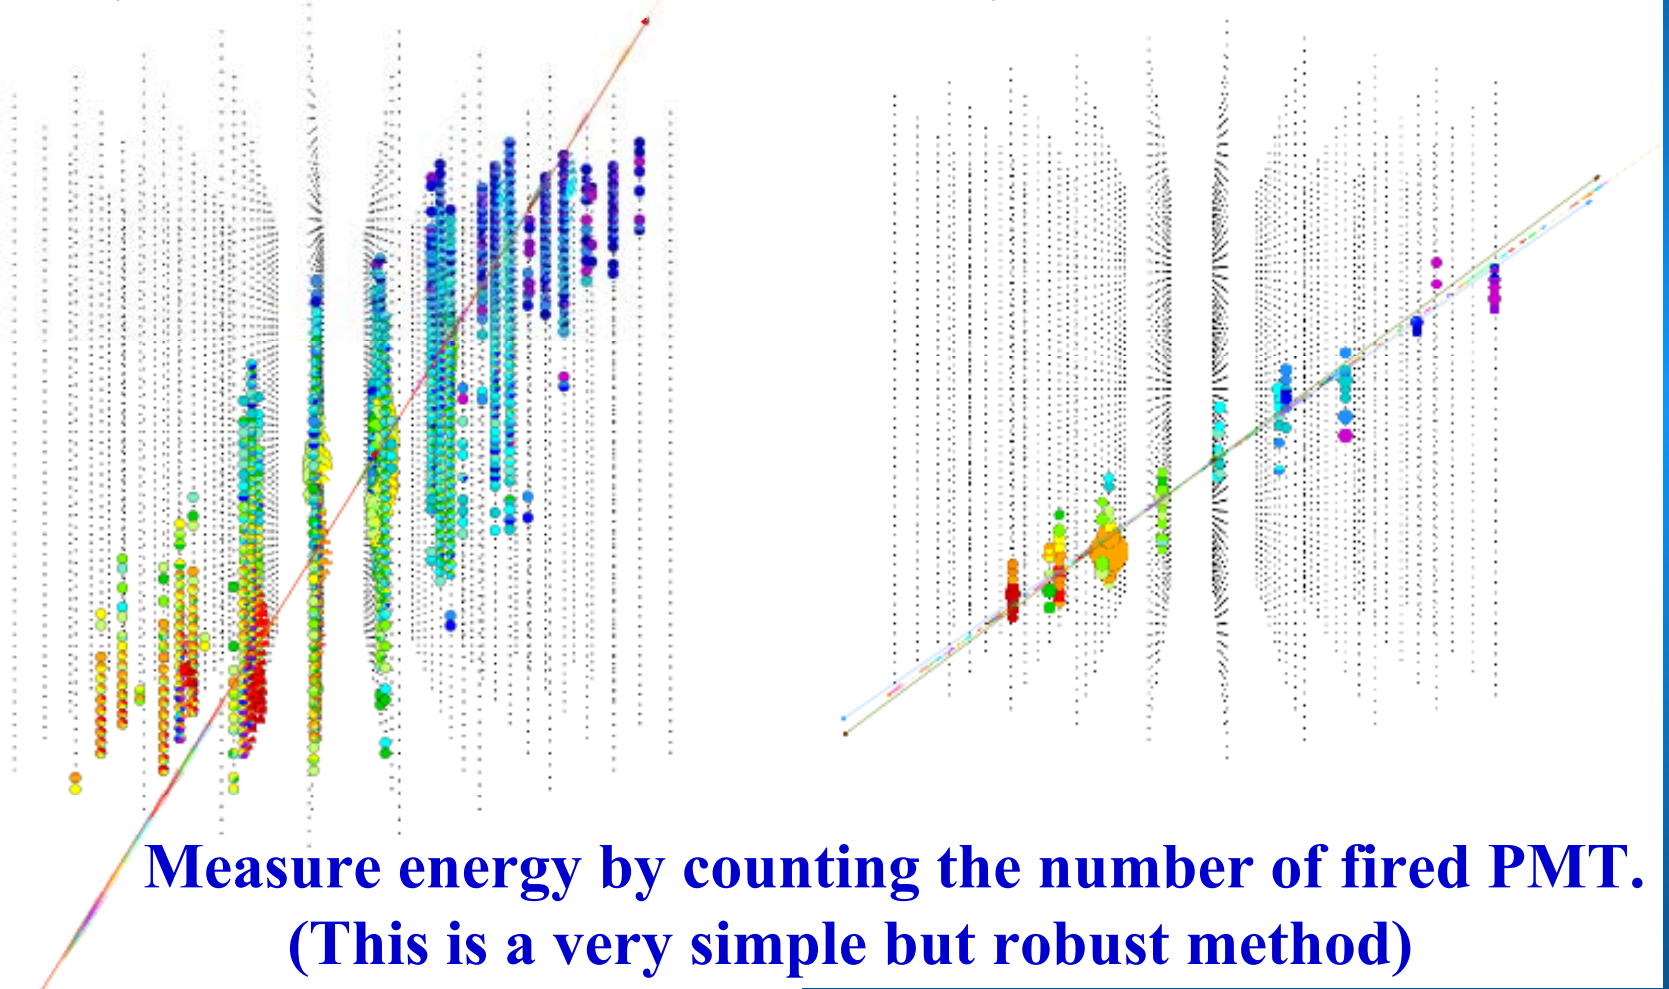 Measure energy by counting the number of fired PMT.
(This is a very simple but robust method)